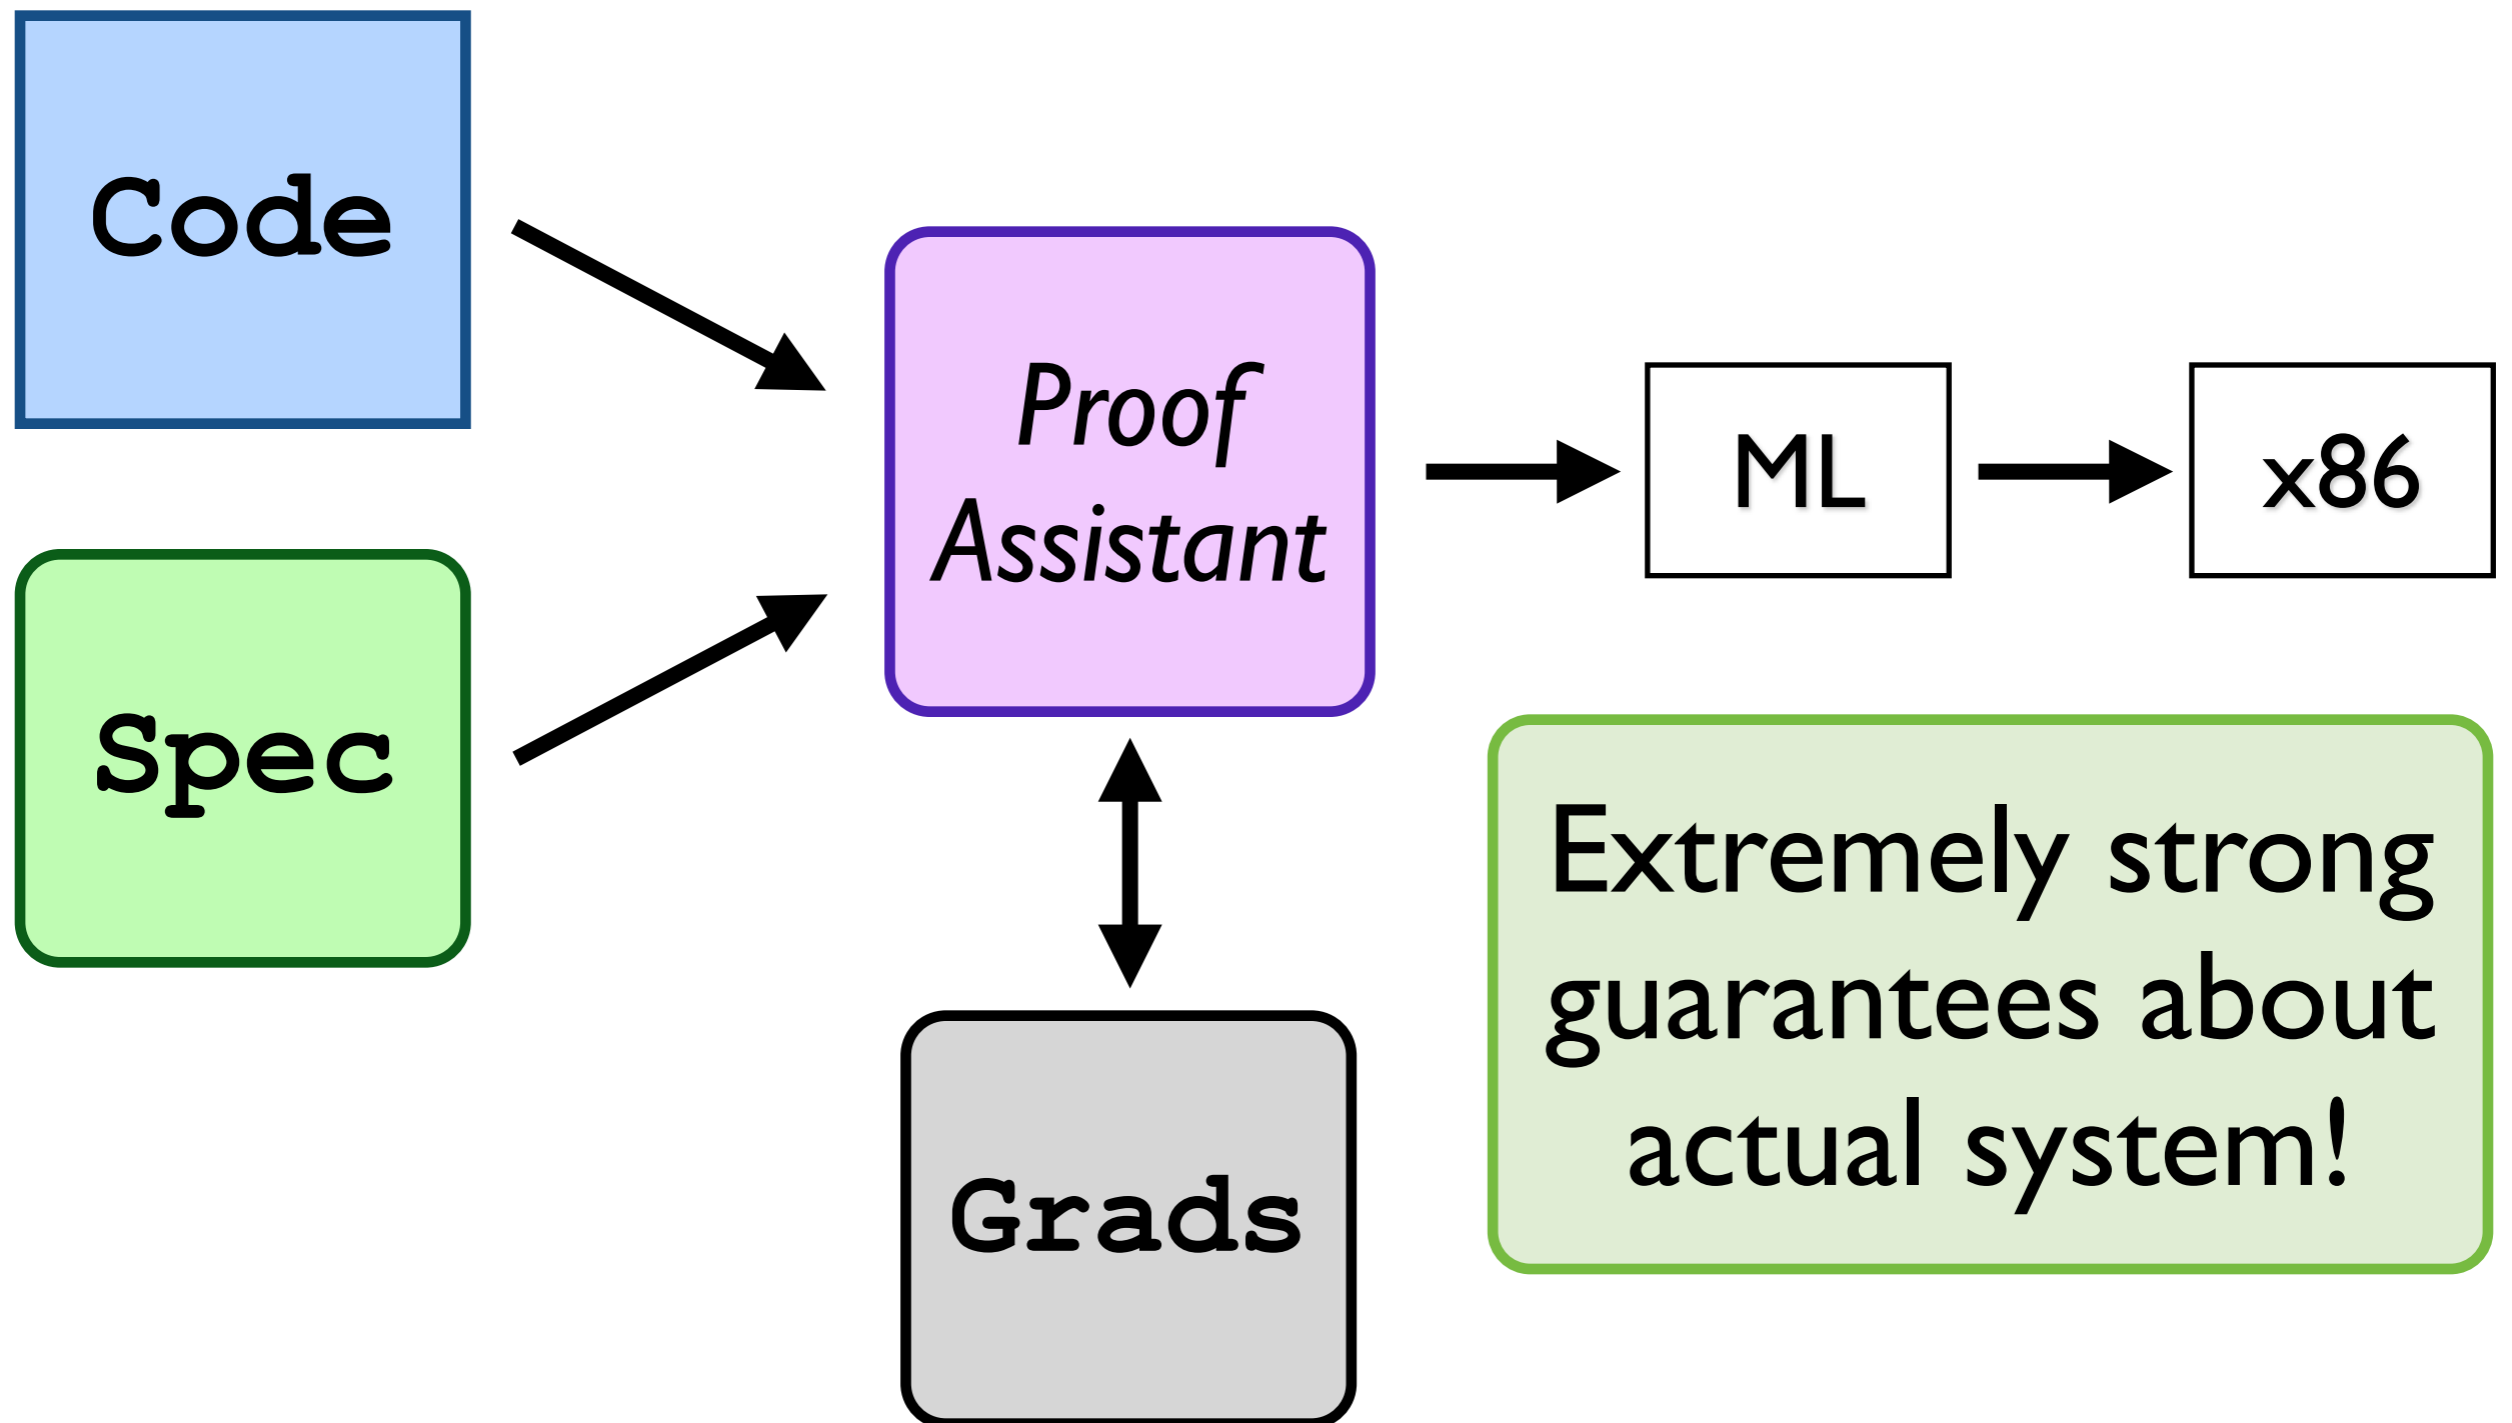 Code
Spec
Proof
Assistant
ML
x86
Grads
Extremely strong
guarantees about
actual system!